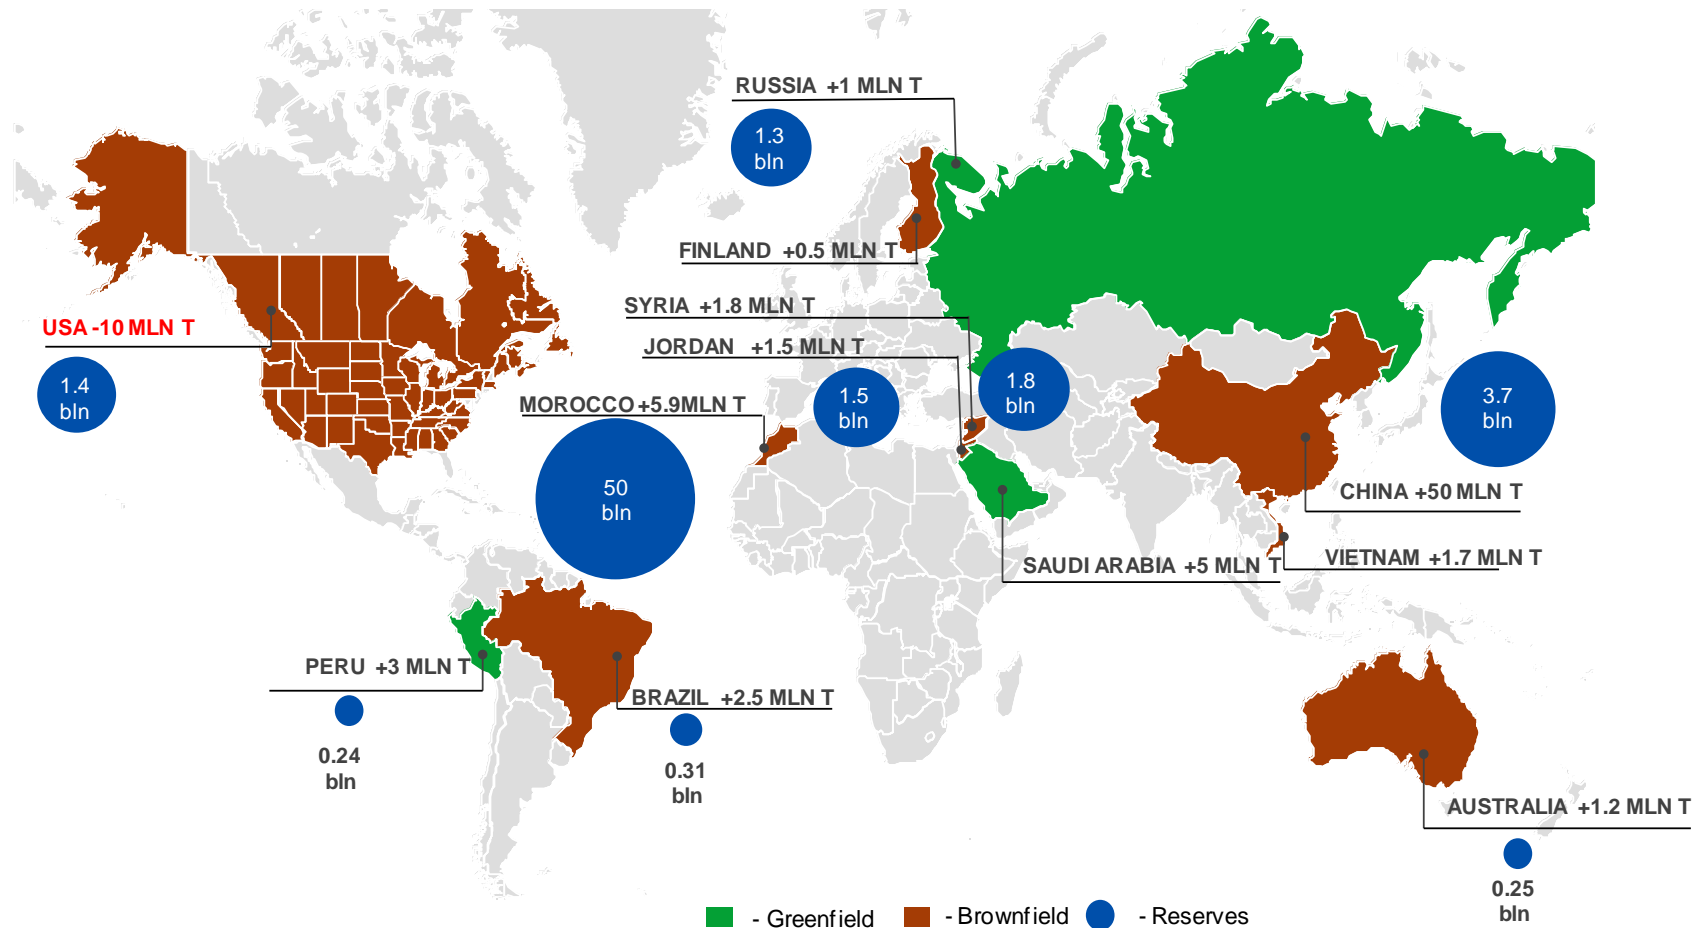 RUSSIA +1 MLN T
1.3
bln
FINLAND +0.5 MLN T
SYRIA +1.8 MLN T
USA -10 MLN T
JORDAN +1.5 MLN T
1.4
bln
1.5
bln
1.8
bln
3.7
bln
MOROCCO +5.9MLN T
50
bln
CHINA +50 MLN T
SAUDI ARABIA +5 MLN T
VIETNAM +1.7 MLN T
PERU +3 MLN T
BRAZIL +2.5 MLN T
0.24
bln
0.31
bln
AUSTRALIA +1.2 MLN T
0.25
bln
- Greenfield
- Brownfield
- Reserves